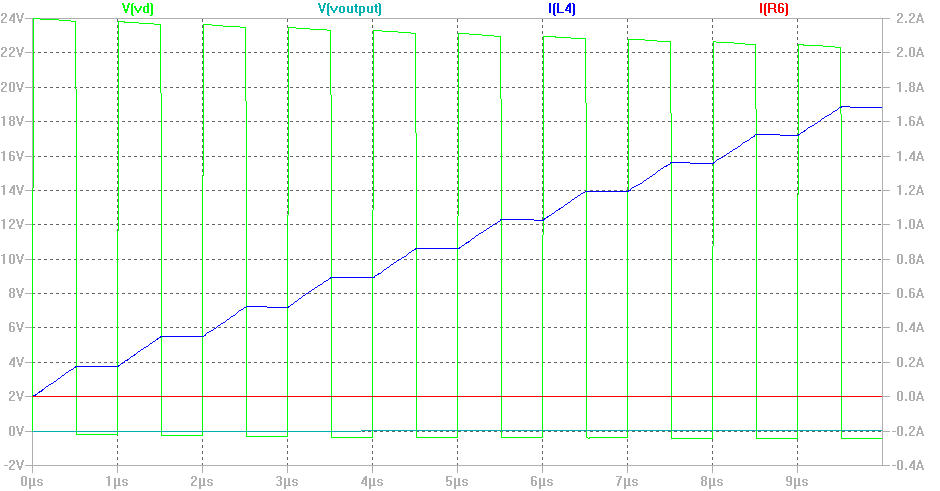 V(vd) V(voutput) I(L4) I(R6)
24V 2.2A
22V 2.0A
20V 1.8A
18V 1.6A
16V 1.4A
14V 1.2A
12V 1.0A
10V 0.8A
8V 0.6A
6V 0.4A
4V 0.2A
2V 0.0A
0V -0.2A
-2V -0.4A
0µs 1µs 2µs 3µs 4µs 5µs 6µs 7µs 8µs 9µs